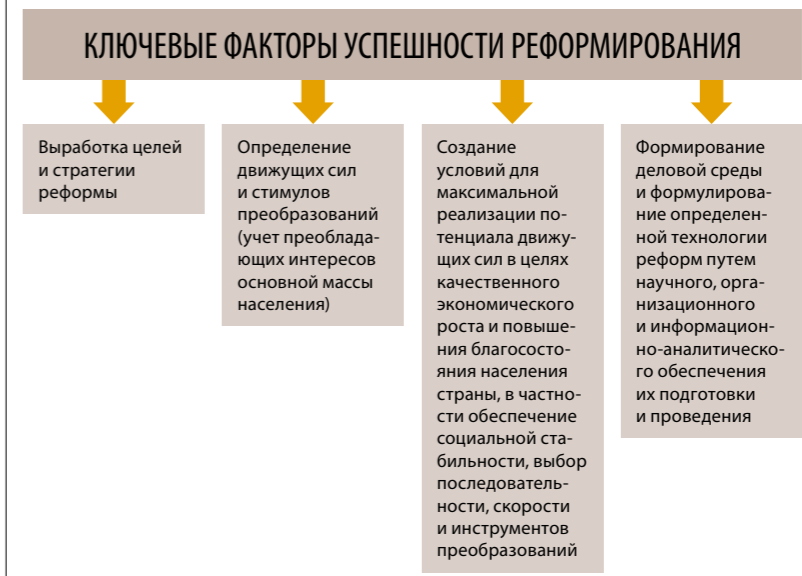 КЛЮЧЕВЫЕ ФАКТОРЫ УСПЕШНОСТИ РЕФОРМИРОВАНИЯ
Выработка целей
и стратегии
реформы
Определение
движущих сил
и стимулов
преобразований
(учет преоблада-
ющих интересов
основной массы
населения)
Создание
условий для
максимальной
реализации по-
тенциала движу-
щих сил в целях
качественного
экономического
роста и повыше-
ния благосостo-
яния населения
страны, в частно-
сти обеспечение
социальной ста-
бильности, выбор
последователь-
ности, скорости
и инструментов
преобразований
Формирование
деловой среды
и формулирова-
ние определен-
ной технологии
реформ путем
научного, орга-
низационного
и информацион-
но-аналитическо-
го обеспечения
их подготовки
и проведения